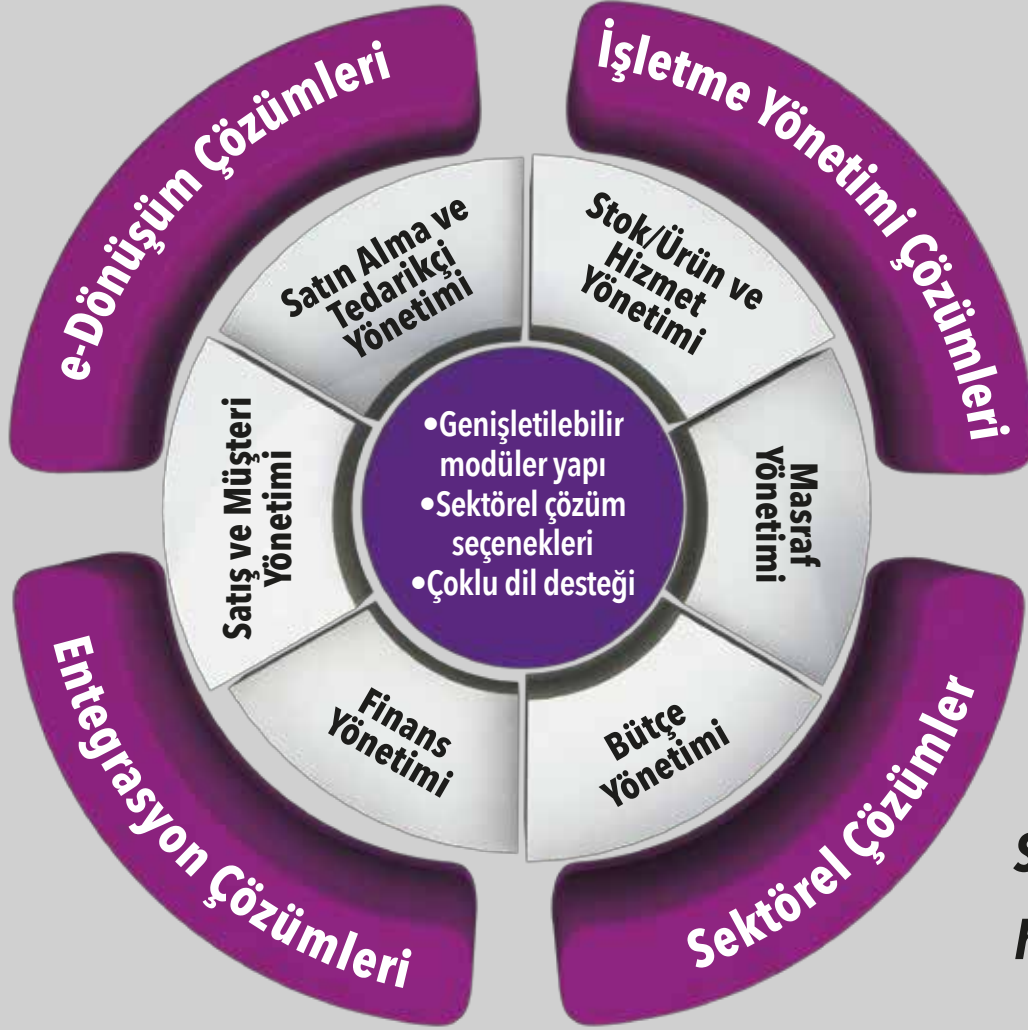 e-Dönüşüm Çözümleri
İşletme Yönetimi Çözümleri
Satın Alma ve
Tedarikçi
Yönetimi
Stok/Ürün ve
Hizmet
Yönetimi
Satış ve Müşteri
Yönetimi
•Genişletilebilir
modüler yapı
•Sektörel çözüm
seçenekleri
•Çoklu dil desteği
Masraf
Yönetimi
Finans
Yönetimi
Bütçe
Yönetimi
Entegrasyon Çözümleri
Sektörel Çözümler